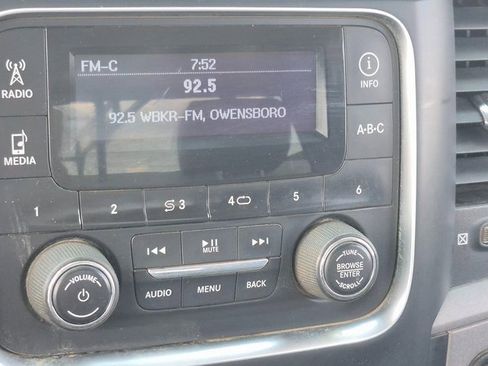 FM-C 7:52
92.5
92.5 WBKR-FM, OWENSBORO
RADIO
MEDIA
INFO
A-B-C
1 2 3 4 5 6
MUTE
VOLUME
AUDIO MENU BACK
TUNE
BROWSE
ENTER
SCROLL